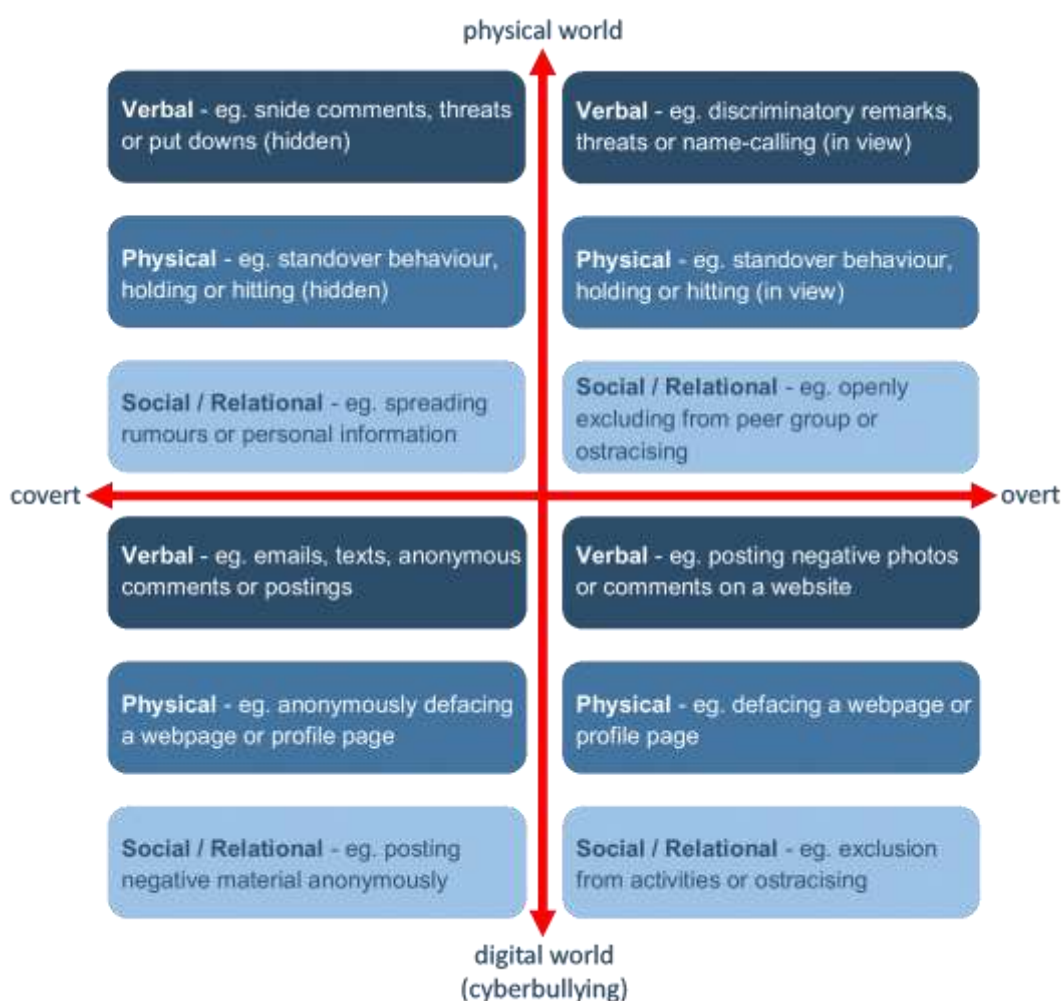 physical world
Verbal - eg. snide comments, threats
or put downs (hidden)
Verbal - eg. discriminatory remarks,
threats or name-calling (in view)
Physical - eg. standover behaviour,
holding or hitting (hidden)
Physical - eg. standover behaviour,
holding or hitting (in view)
Social / Relational - eg. spreading
rumours or personal information
Social / Relational - eg. openly
excluding from peer group or
ostracising
covert
overt
Verbal - eg. emails, texts, anonymous
comments or postings
Verbal - eg. posting negative photos
or comments on a website
Physical - eg. anonymously defacing
a webpage or profile page
Physical - eg. defacing a webpage or
profile page
Social / Relational - eg. posting
negative material anonymously
Social / Relational - eg. exclusion
from activities or ostracising
digital world
(cyberbullying)